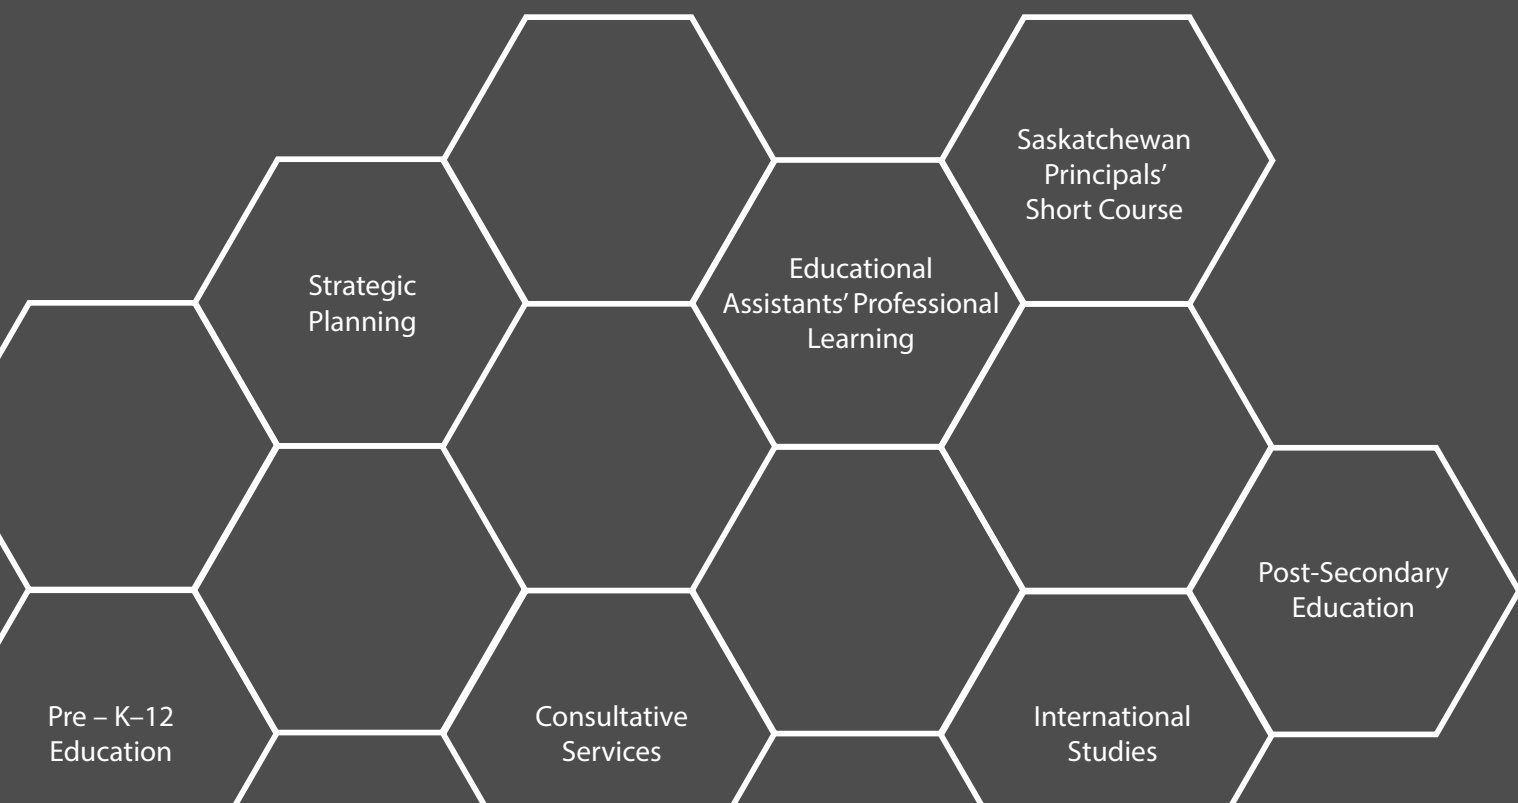 Saskatchewan
Principals’
Short Course
Educational
Assistants’ Professional
Learning
Strategic
Planning
Post-Secondary
Education
Pre – K–12
Education
Consultative
Services
International
Studies